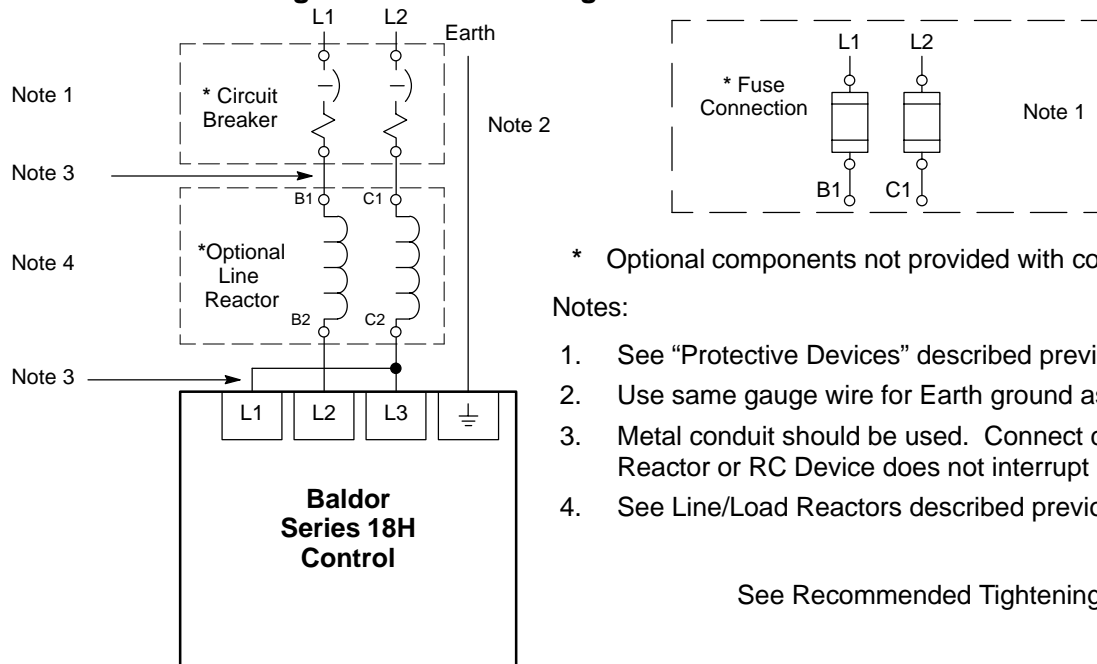 L1 L2
Earth
Note 1
* Circuit
Breaker
Note 2
Note 3
B1 C1
Note 4
*Optional
Line
Reactor
B2 C2
Note 3
L1 L2 L3
Baldor
Series 18H
Control
L1 L2
* Fuse
Connection
Note 1
B1 C1
* Optional components not provided with co
Notes:
1. See “Protective Devices” described previ
2. Use same gauge wire for Earth ground as
3. Metal conduit should be used. Connect c
Reactor or RC Device does not interrupt
4. See Line/Load Reactors described previo
See Recommended Tightening